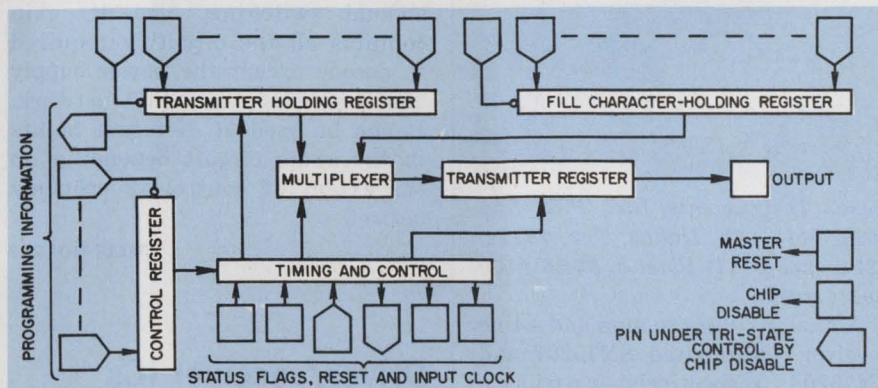 TRANSMITTER HOLDING REGISTER
FILL CHARACTER-HOLDING REGISTER
PROGRAMMING INFORMATION
CONTROL REGISTER
MULTIPLEXER
TRANSMITTER REGISTER
OUTPUT
TIMING AND CONTROL
STATUS FLAGS, RESET AND INPUT CLOCK
MASTER
RESET
CHIP
DISABLE
PIN UNDER TRI-STATE
CONTROL BY
CHIP DISABLE